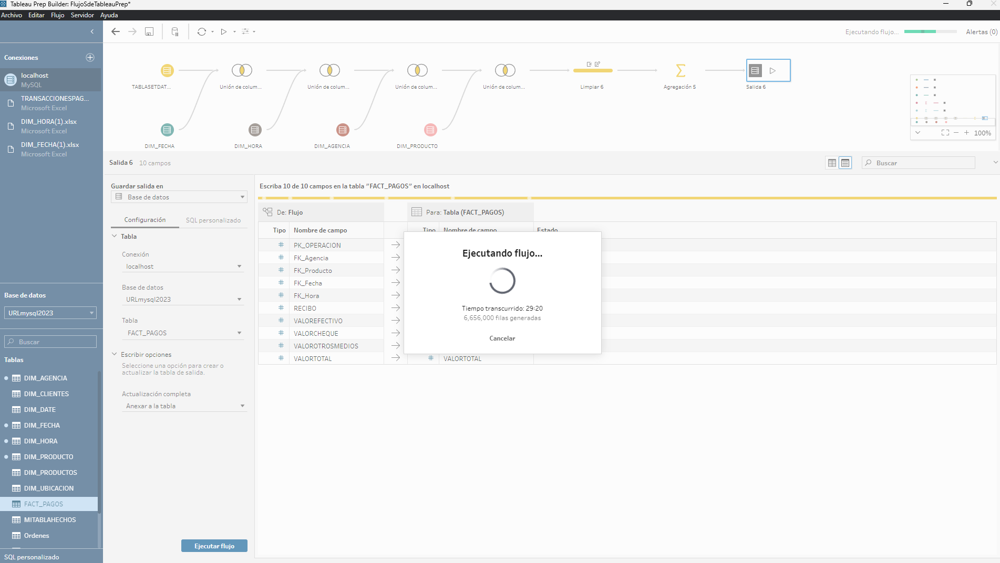 Tableau Prep Builder: FlujoSdeTableauPrep*
Archivo Editar Flujo Servidor Ayuda
Ejecutando flujo... Alertas (0)
Conexiones
localhost
MySQL
TRANSACCIONESPAG...
Microsoft Excel
DIM_HORA(1).xlsx
Microsoft Excel
DIM_FECHA(1).xlsx
Microsoft Excel
TABLASETDAT... Unión de colum... Unión de colum... Unión de colum... Unión de colum... Limpiar 6 Agregación 5 Salida 6
DIM_FECHA DIM_HORA DIM_AGENCIA DIM_PRODUCTO
100%
Salida 6 10 campos
Buscar
Guardar salida en
Base de datos
Configuración SQL personalizado
Tabla
Conexión
localhost
Base de datos
URLmysql2023
Tabla
FACT_PAGOS
Escribir opciones
Seleccione una opción para crear o
actualizar la tabla de salida.
Actualización completa
Anexar a la tabla
Ejecutar flujo
Escriba 10 de 10 campos en la tabla "FACT_PAGOS" en localhost
De: Flujo Para: Tabla (FACT_PAGOS)
Tipo Nombre de campo Tipo Nombre de campo Estado
# PK_OPERACION
# FK_Agencia
# FK_Producto
# FK_Fecha
# FK_Hora
# RECIBO
# VALOREFECTIVO
# VALORCHEQUE
# VALOROTROSMEDIOS
# VALORTOTAL # VALORTOTAL
Ejecutando flujo...
Tiempo transcurrido: 29:20
6,656,000 filas generadas
Cancelar
Base de datos
URLmysql2023
Buscar
Tablas
DIM_AGENCIA
DIM_CLIENTES
DIM_DATE
DIM_FECHA
DIM_HORA
DIM_PRODUCTO
DIM_PRODUCTOS
DIM_UBICACION
FACT_PAGOS
MITABLAHECHOS
Ordenes
SQL personalizado